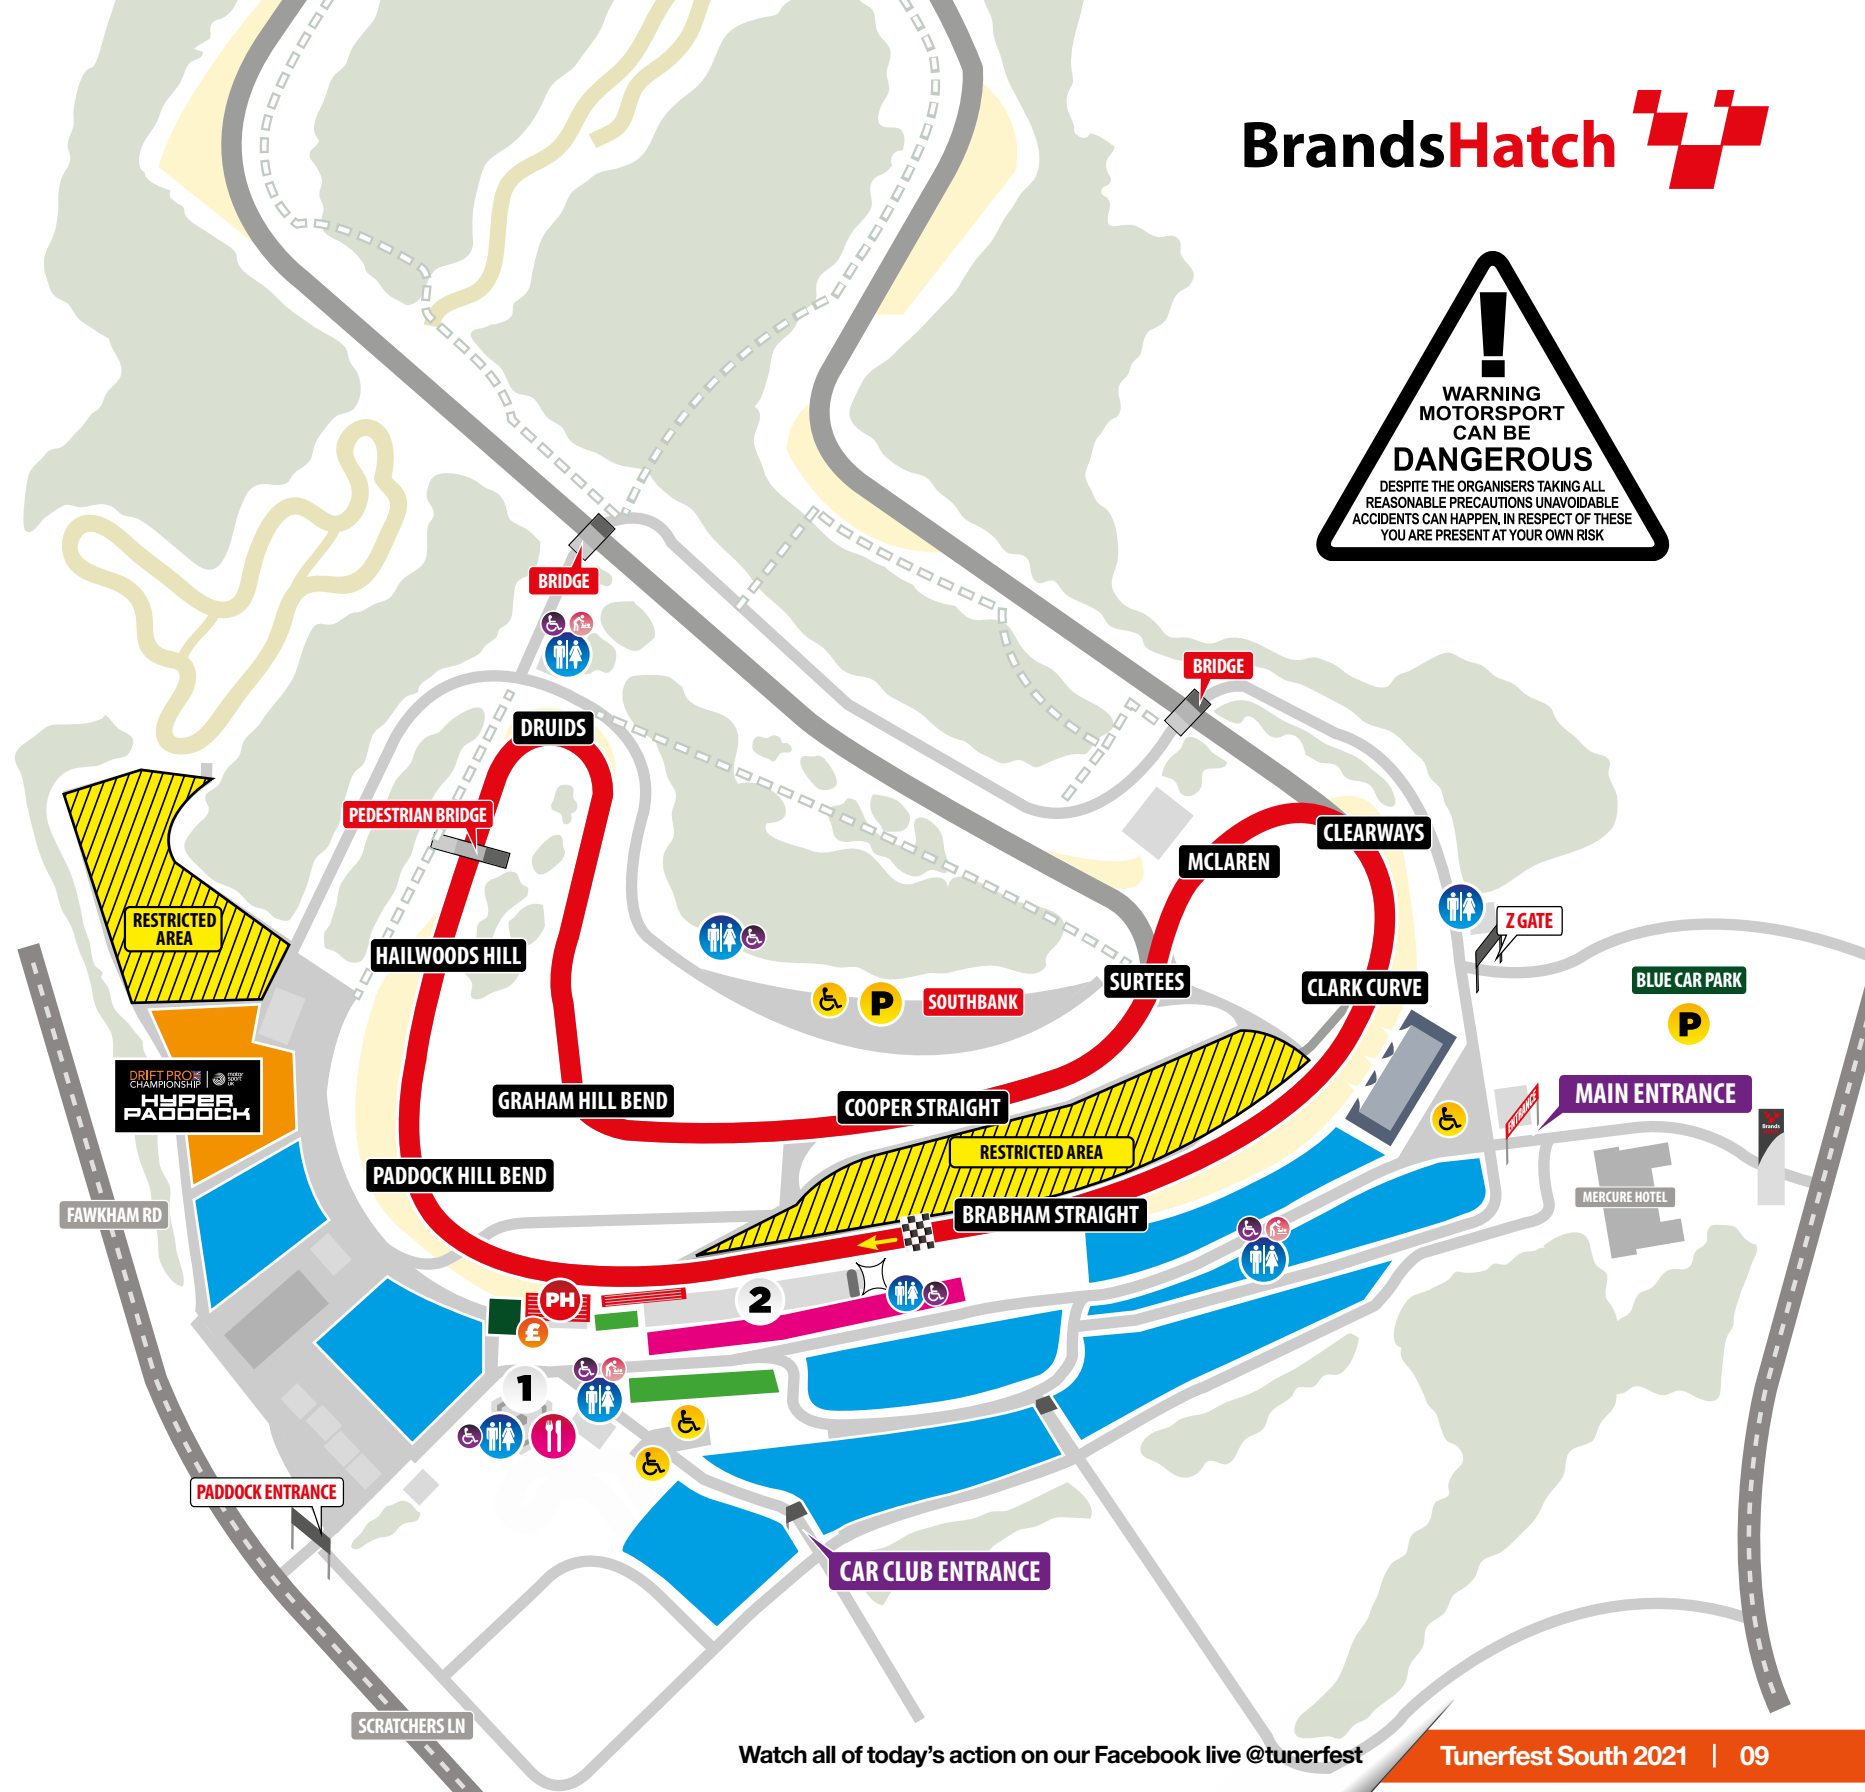 BrandsHatch
WARNING
MOTORSPORT
CAN BE
DANGEROUS
DESPITE THE ORGANISERS TAKING ALL
REASONABLE PRECAUTIONS UNAVOIDABLE
ACCIDENTS CAN HAPPEN, IN RESPECT OF THESE
YOU ARE PRESENT AT YOUR OWN RISK
BRIDGE
BRIDGE
DRUIDS
PEDESTRIAN BRIDGE
CLEARWAYS
MCLAREN
RESTRICTED
AREA
Z GATE
HAILWOODS HILL
SURTEES
CLARK CURVE
BLUE CAR PARK
P
SOUTHBANK
P
DRIFT PRO
CHAMPIONSHIP
motor
sport
UK
HYPER
PADDOCK
GRAHAM HILL BEND
COOPER STRAIGHT
ENTRANCE
MAIN ENTRANCE
Brands
RESTRICTED AREA
PADDOCK HILL BEND
MERCURE HOTEL
FAWKHAM RD
BRABHAM STRAIGHT
PH
2
£
1
PADDOCK ENTRANCE
CAR CLUB ENTRANCE
SCRATCHERS LN
Watch all of today's action on our Facebook live @tunerfest
Tunerfest South 2021 | 09